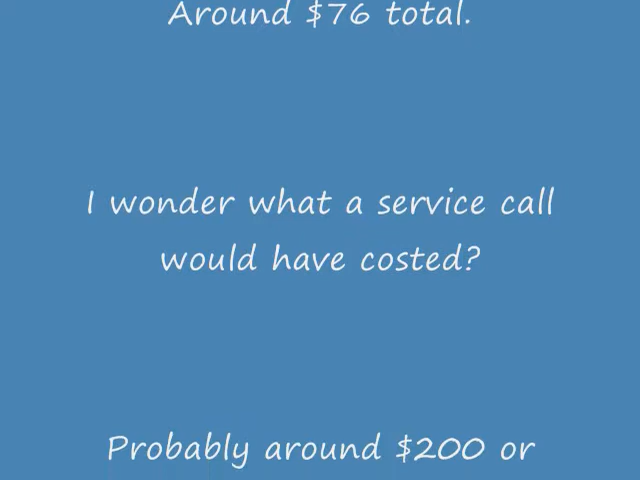 Around $76 total.
I wonder what a service call
would have costed?
Probably around $200 or